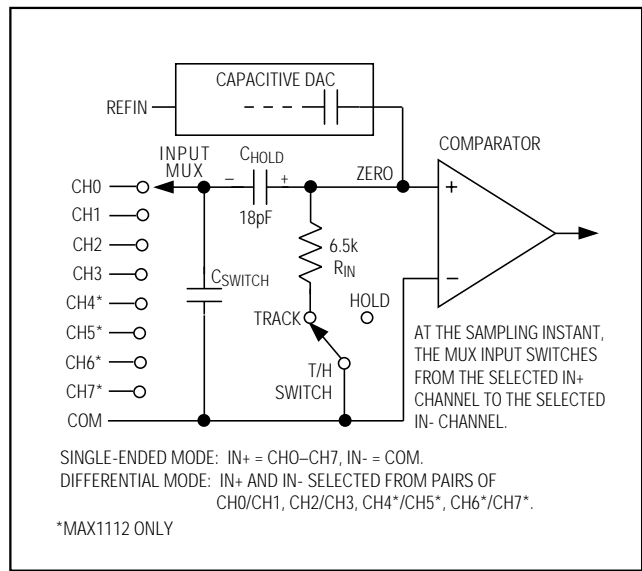 CAPACITIVE DAC
REFIN
COMPARATOR
INPUT
MUX
CHOLD
ZERO
– +
+
CH0
18pF
CH1
6.5k
RIN
CH2
CSWITCH
–
CH3
HOLD
CH4*
TRACK
CH5*
CH6*
T/H
SWITCH
CH7*
COM
AT THE SAMPLING INSTANT,
THE MUX INPUT SWITCHES
FROM THE SELECTED IN+
CHANNEL TO THE SELECTED
IN- CHANNEL.
SINGLE-ENDED MODE: IN+ = CHO–CH7, IN- = COM.
DIFFERENTIAL MODE: IN+ AND IN- SELECTED FROM PAIRS OF
CH0/CH1, CH2/CH3, CH4*/CH5*, CH6*/CH7*.
*MAX1112 ONLY